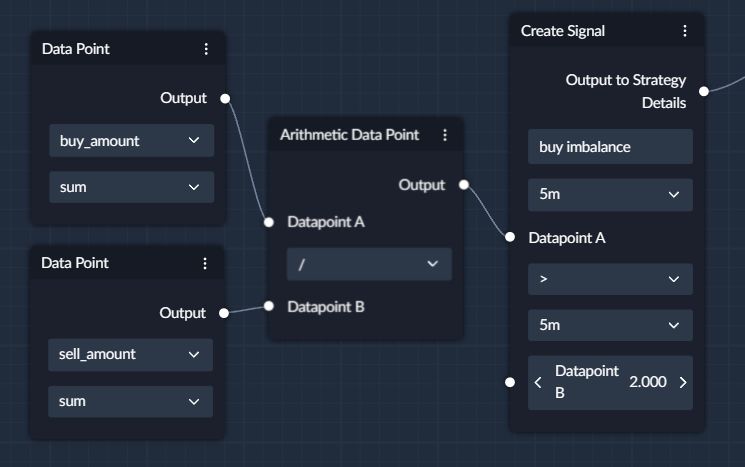 Data Point
Output
buy_amount
sum
Data Point
Output
sell_amount
sum
Arithmetic Data Point
Output
Datapoint A
/
Datapoint B
Create Signal
Output to Strategy
Details
buy imbalance
5m
Datapoint A
>
5m
Datapoint
B
2.000